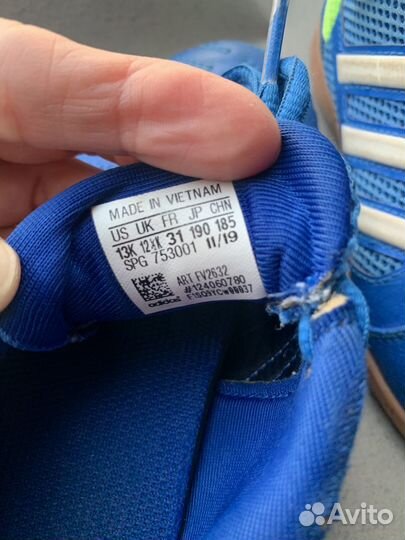 MADE IN VIETNAM
US UK FR JP CHN
13K 12½K 31 190 185
SPG 753001 11/19
ART FV2632
#124060780
adidas
Avito